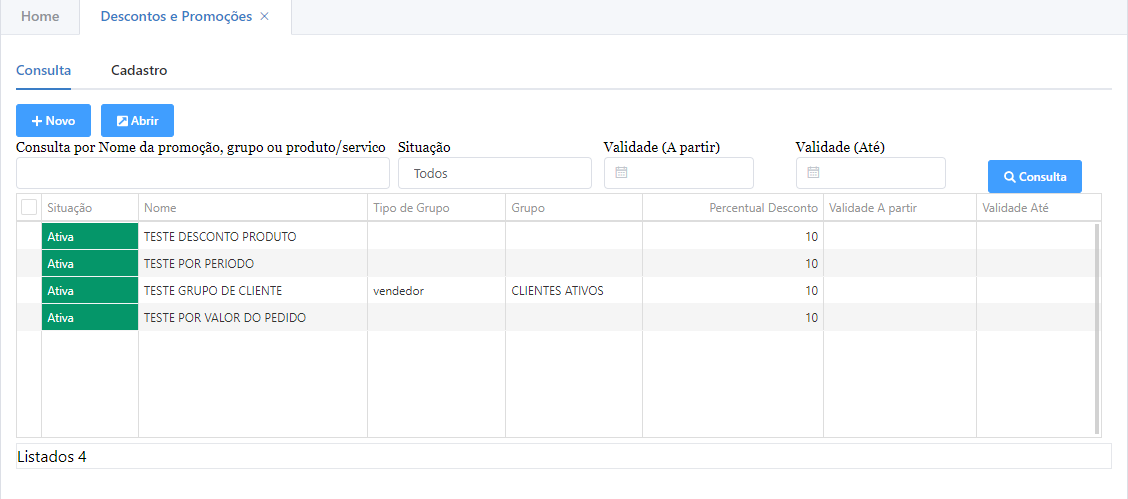 Home Descontos e Promoções ×
Consulta Cadastro
+ Novo Abrir
Consulta por Nome da promoção, grupo ou produto/servico Situação Validade (A partir) Validade (Até)
Todos Consulta
Situação Nome Tipo de Grupo Grupo Percentual Desconto Validade A partir Validade Até
Ativa TESTE DESCONTO PRODUTO 10
Ativa TESTE POR PERIODO 10
Ativa TESTE GRUPO DE CLIENTE vendedor CLIENTES ATIVOS 10
Ativa TESTE POR VALOR DO PEDIDO 10
Listados 4